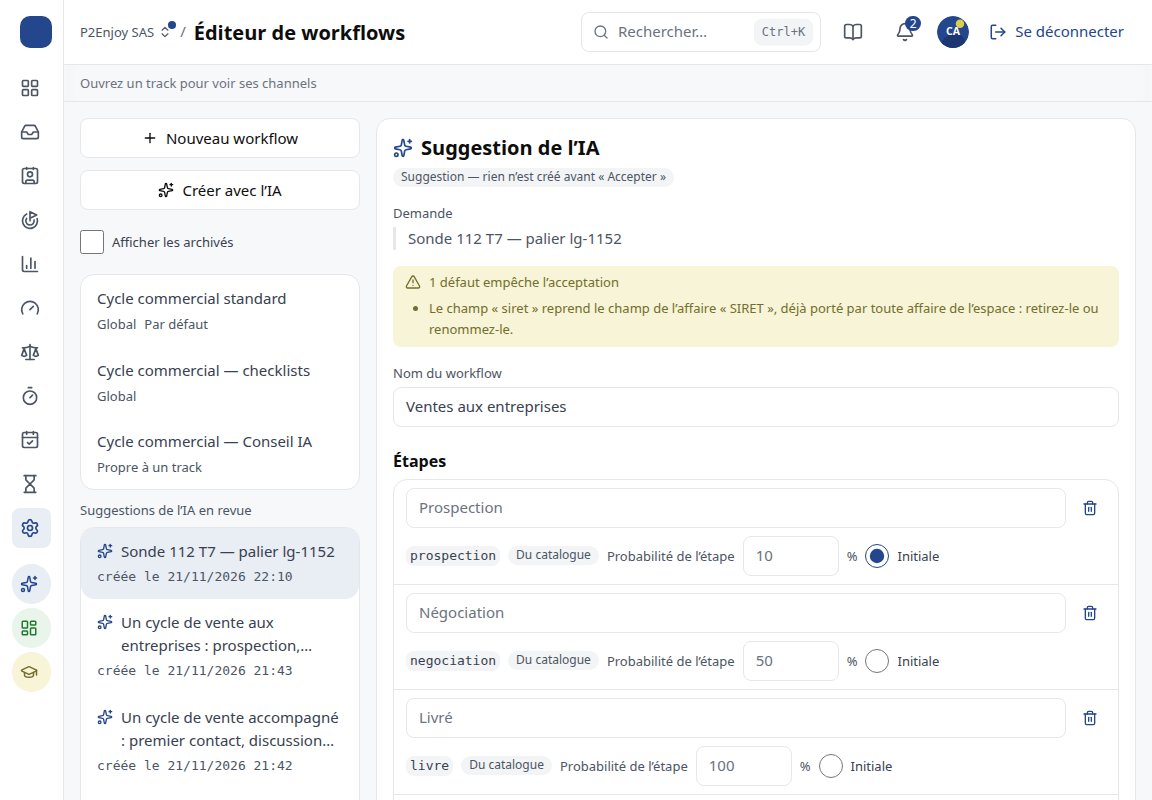 P2Enjoy SAS / Éditeur de workflows
Rechercher... Ctrl+K
2
CA
Se déconnecter
Ouvrez un track pour voir ses channels
Nouveau workflow
Créer avec l’IA
Afficher les archivés
Cycle commercial standard
Global Par défaut
Cycle commercial — checklists
Global
Cycle commercial — Conseil IA
Propre à un track
Suggestions de l’IA en revue
Sonde 112 T7 — palier lg-1152
créée le 21/11/2026 22:10
Un cycle de vente aux
entreprises : prospection,...
créée le 21/11/2026 21:43
Un cycle de vente accompagné
: premier contact, discussion...
créée le 21/11/2026 21:42
Suggestion de l’IA
Suggestion — rien n’est créé avant « Accepter »
Demande
Sonde 112 T7 — palier lg-1152
1 défaut empêche l’acceptation
Le champ « siret » reprend le champ de l’affaire « SIRET », déjà porté par toute affaire de l’espace : retirez-le ou
renommez-le.
Nom du workflow
Ventes aux entreprises
Étapes
Prospection
prospection Du catalogue Probabilité de l’étape 10 % Initiale
Négociation
negociation Du catalogue Probabilité de l’étape 50 % Initiale
Livré
livre Du catalogue Probabilité de l’étape 100 % Initiale